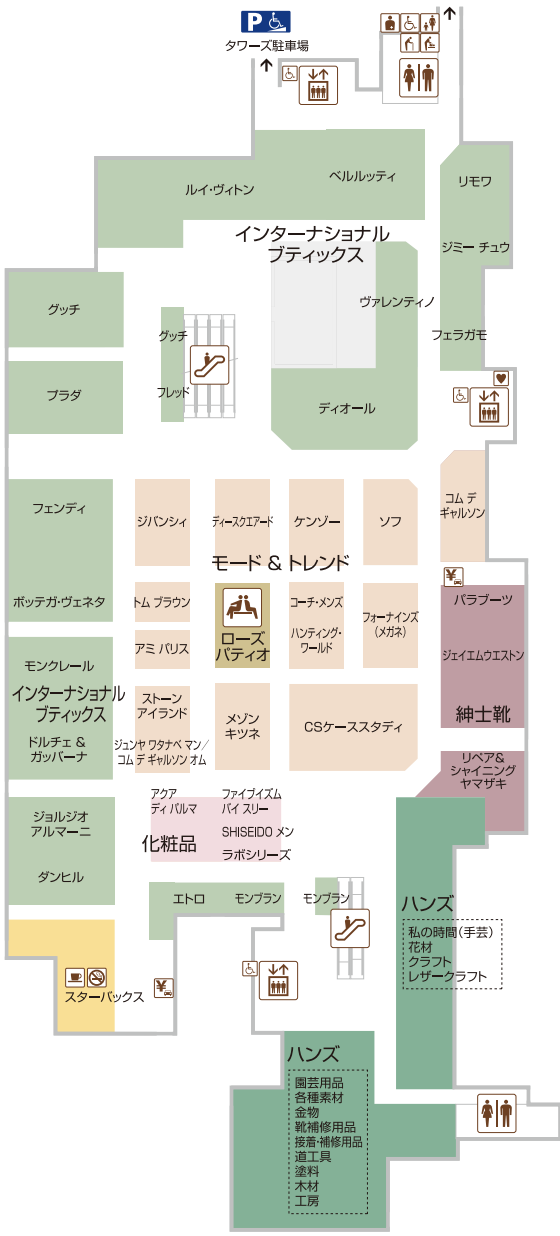 P
タワーズ駐車場
ルイ・ヴィトン
ベルルッティ
リモワ
インターナショナル
ブティックス
ジミー チュウ
ヴァレンティノ
グッチ
グッチ
フェラガモ
プラダ
フレッド
ディオール
フェンディ
ジバンシィ
ディースクエアード
ケンゾー
ソフ
コム デ
ギャルソン
モード & トレンド
¥
ボッテガ・ヴェネタ
トム ブラウン
ローズ
パティオ
コーチ・メンズ
ハンティング・
ワールド
フォーナインズ
(メガネ)
パラブーツ
アミ パリス
ジェイエムウエストン
紳士靴
モンクレール
インターナショナル
ブティックス
ドルチェ &
ガッバーナ
ストーン
アイランド
ジュンヤ ワタナベ マン/
コム デ ギャルソン オム
メゾン
キツネ
CSケーススタディ
リペア&
シャイニング
ヤマザキ
ジョルジオ
アルマーニ
ダンヒル
アクア
ディ パルマ
ファイブイズム
バイ スリー
化粧品
SHISEIDO メン
ラボシリーズ
エトロ
モンブラン
モンブラン
ハンズ
私の時間(手芸)
花材
クラフト
レザークラフト
スターバックス
¥
ハンズ
園芸用品
各種素材
金物
靴補修用品
接着・補修用品
道工具
塗料
木材
工房